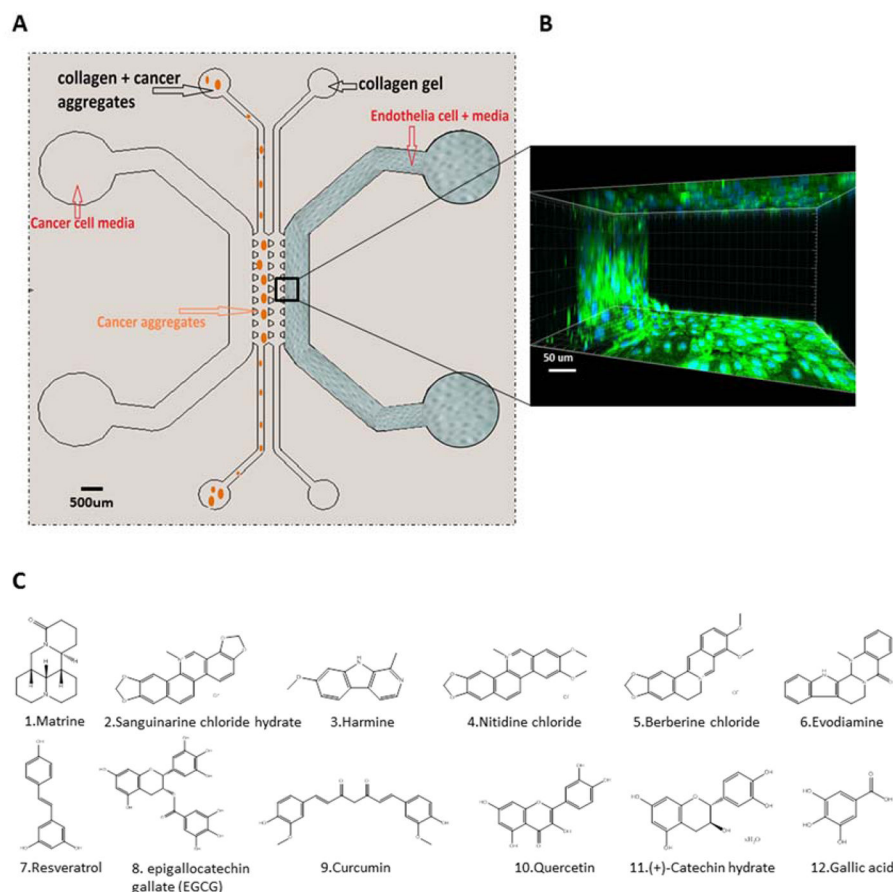 A
B
collagen + cancer
aggregates
collagen gel
Endothelia cell + media
Cancer cell media
Cancer aggregates
500um
50 um
C
1.Matrine
2.Sanguinarine chloride hydrate
3.Harmine
4.Nitidine chloride
5.Berberine chloride
6.Evodiamine
7.Resveratrol
8. epigallocatechin
gallate (EGCG)
9.Curcumin
10.Quercetin
11.(+)-Catechin hydrate
12.Gallic acid